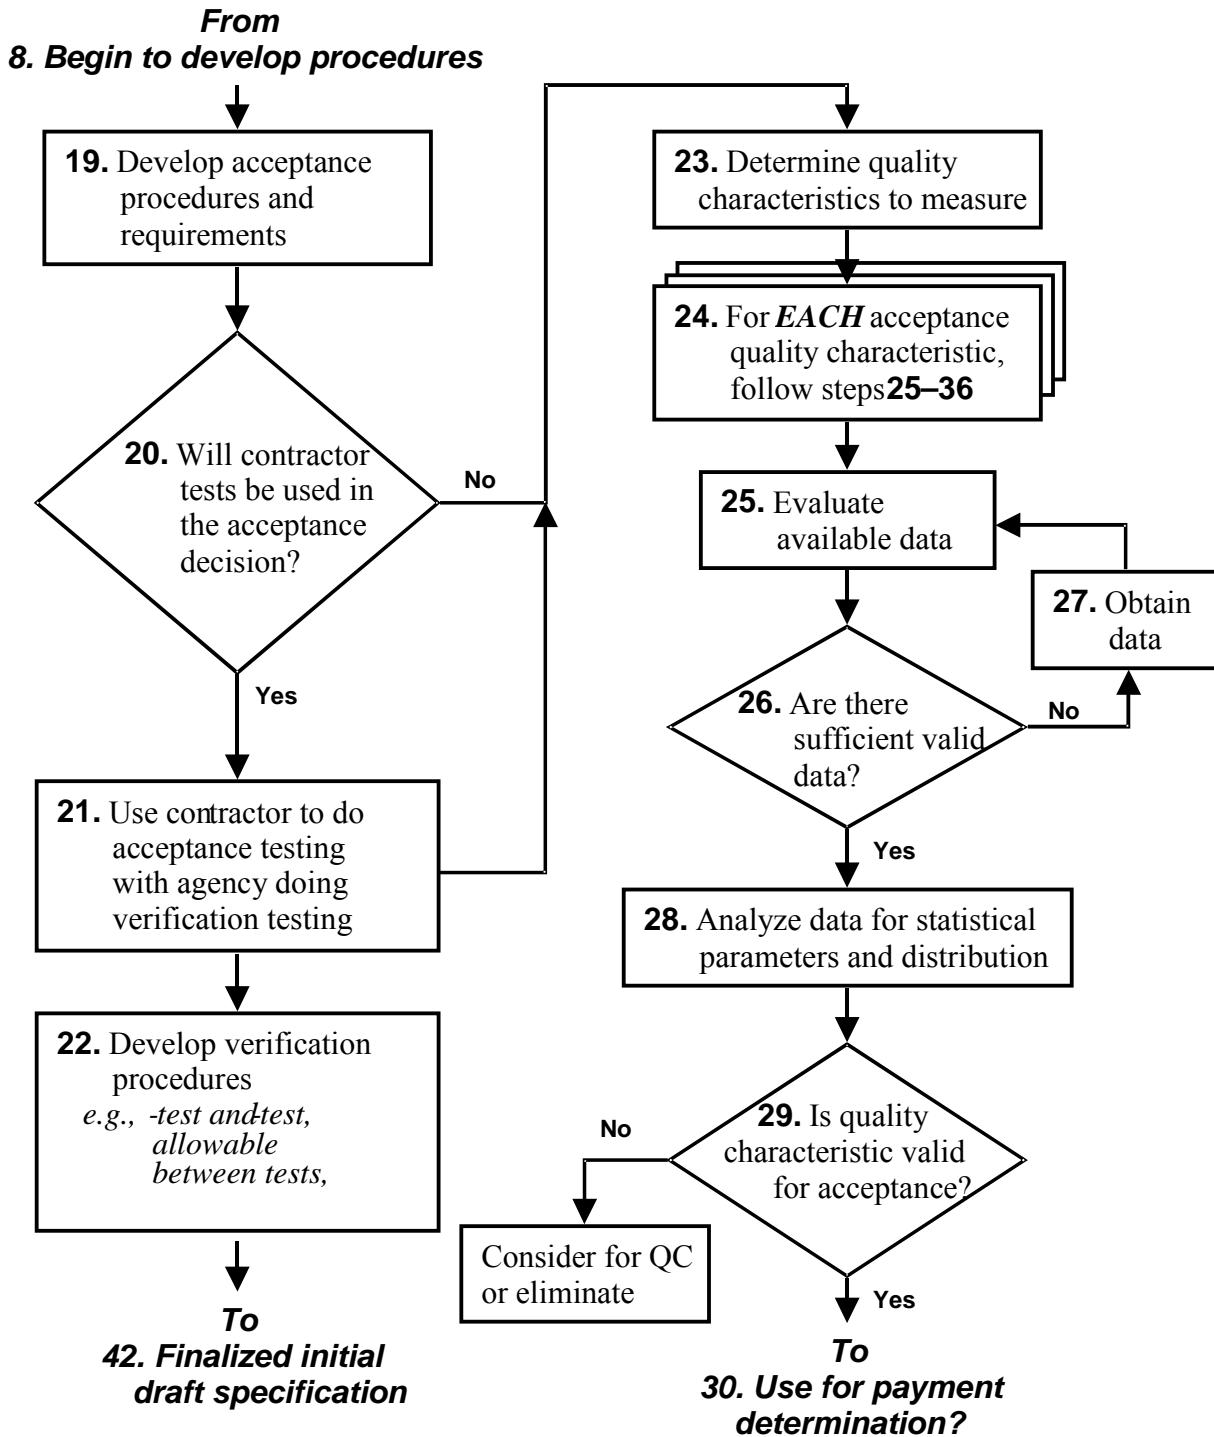 From
8. Begin to develop procedures
19. Develop acceptance
procedures and
requirements
20. Will contractor
tests be used in
the acceptance
decision?
No
Yes
21. Use contractor to do
acceptance testing
with agency doing
verification testing
22. Develop verification
procedures
e.g., -test and-test,
allowable
between tests,
To
42. Finalized initial
draft specification
23. Determine quality
characteristics to measure
24. For EACH acceptance
quality characteristic,
follow steps 25–36
25. Evaluate
available data
27. Obtain
data
26. Are there
sufficient valid
data?
No
Yes
28. Analyze data for statistical
parameters and distribution
29. Is quality
characteristic valid
for acceptance?
No
Consider for QC
or eliminate
Yes
To
30. Use for payment
determination?